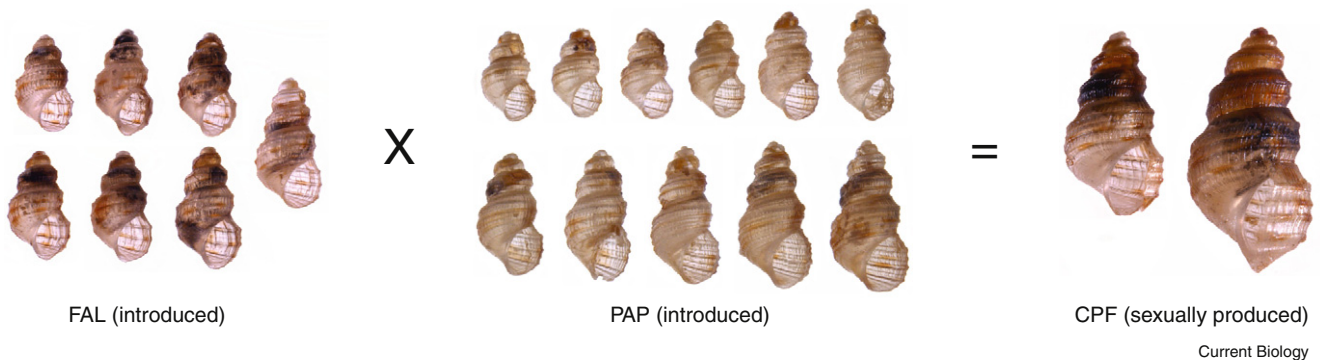 X
=
FAL (introduced)
PAP (introduced)
CPF (sexually produced)
Current Biology